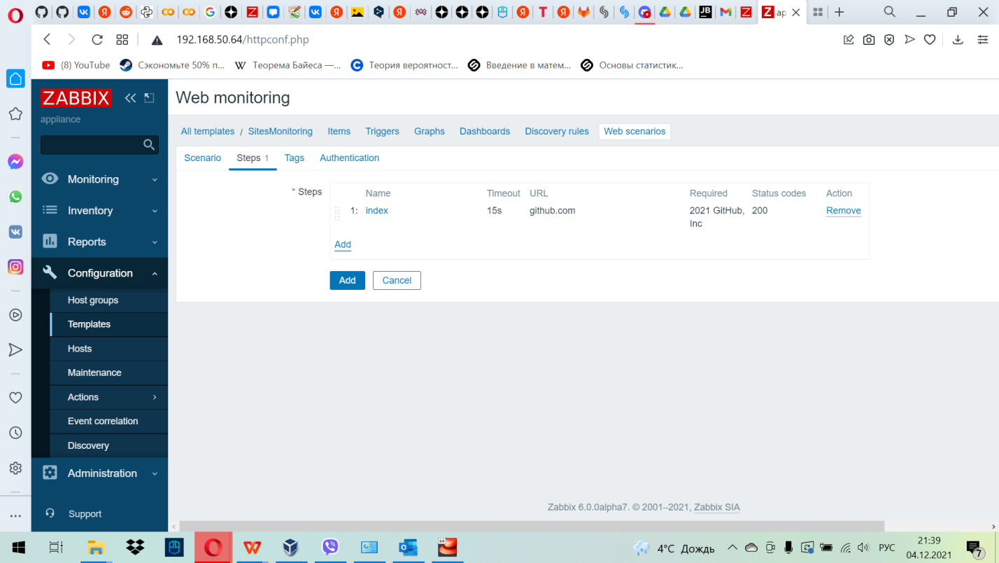 ap
192.168.50.64/httpconf.php
(8) YouTube
Сэкономьте 50% п...
W Теорема Байеса —...
Теория вероятност...
Введение в матем...
Основы статистик...
ZABBIX
appliance
Monitoring
Inventory
Reports
Configuration
Host groups
Templates
Hosts
Maintenance
Actions
Event correlation
Discovery
Administration
Support
Web monitoring
All templates / SitesMonitoring Items Triggers Graphs Dashboards Discovery rules Web scenarios
Scenario Steps 1 Tags Authentication
* Steps
Name Timeout URL Required Status codes Action
1: index 15s github.com 2021 GitHub, 200 Remove
Inc
Add
Add Cancel
Zabbix 6.0.0alpha7. © 2001–2021, Zabbix SIA
4°C Дождь
РУС
21:39
04.12.2021
7